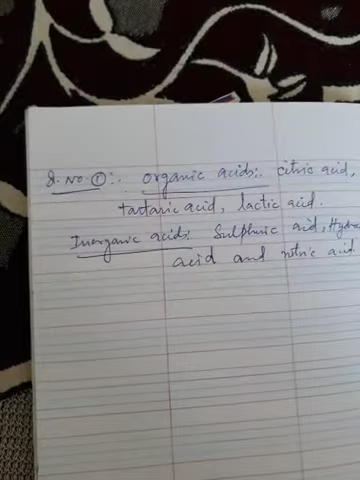 Q. No. ①:. Organic acids:. citric acid,
tartaric acid, lactic acid.
Inorganic acids: Sulphuric acid,
acid and nitric acid.